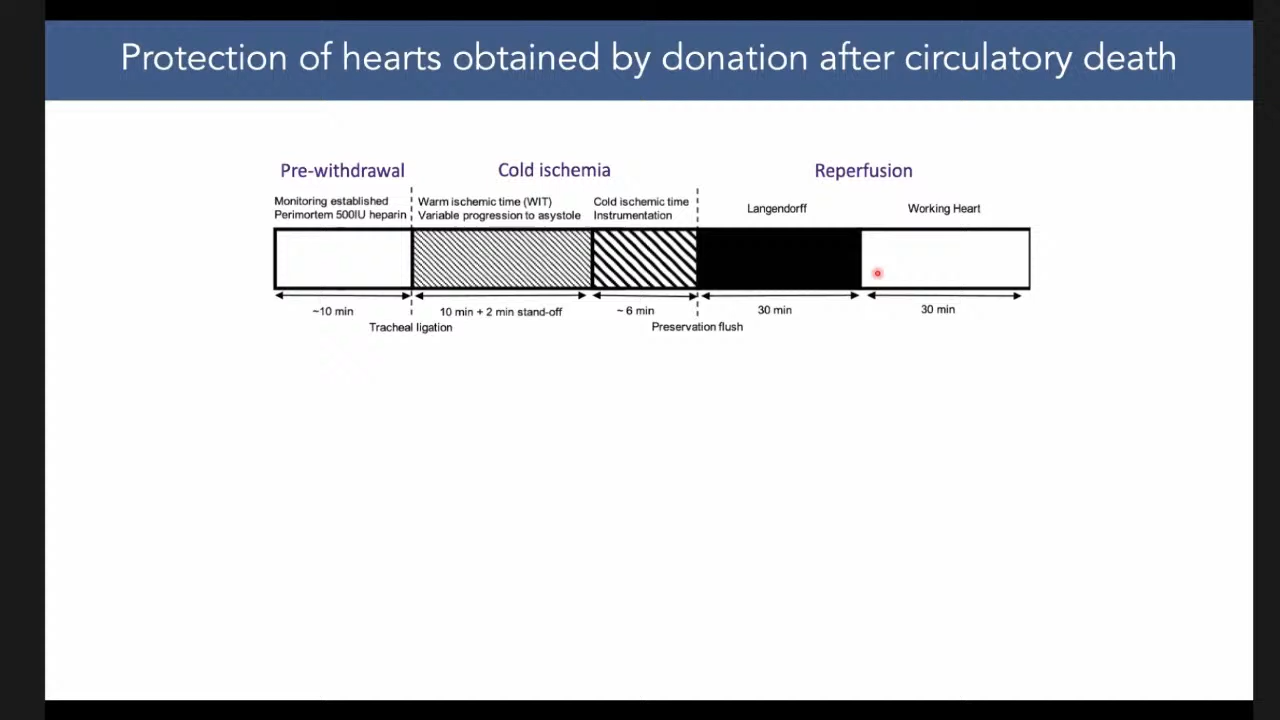 Protection of hearts obtained by donation after circulatory death
Pre-withdrawal
Cold ischemia
Reperfusion
Monitoring established
Perimortem 500IU heparin
Warm ischemic time (WIT)
Variable progression to asystole
Cold ischemic time
Instrumentation
Langendorff
Working Heart
~10 min
10 min + 2 min stand-off
~ 6 min
30 min
30 min
Tracheal ligation
Preservation flush